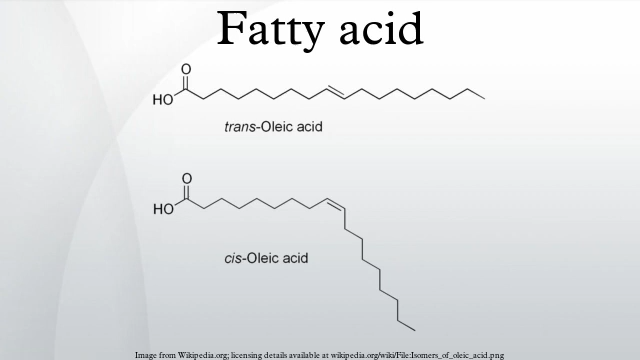 Fatty acid
O
HO
trans-Oleic acid
O
HO
cis-Oleic acid
Image from Wikipedia.org; licensing details available at wikipedia.org/wiki/File:Isomers_of_oleic_acid.png